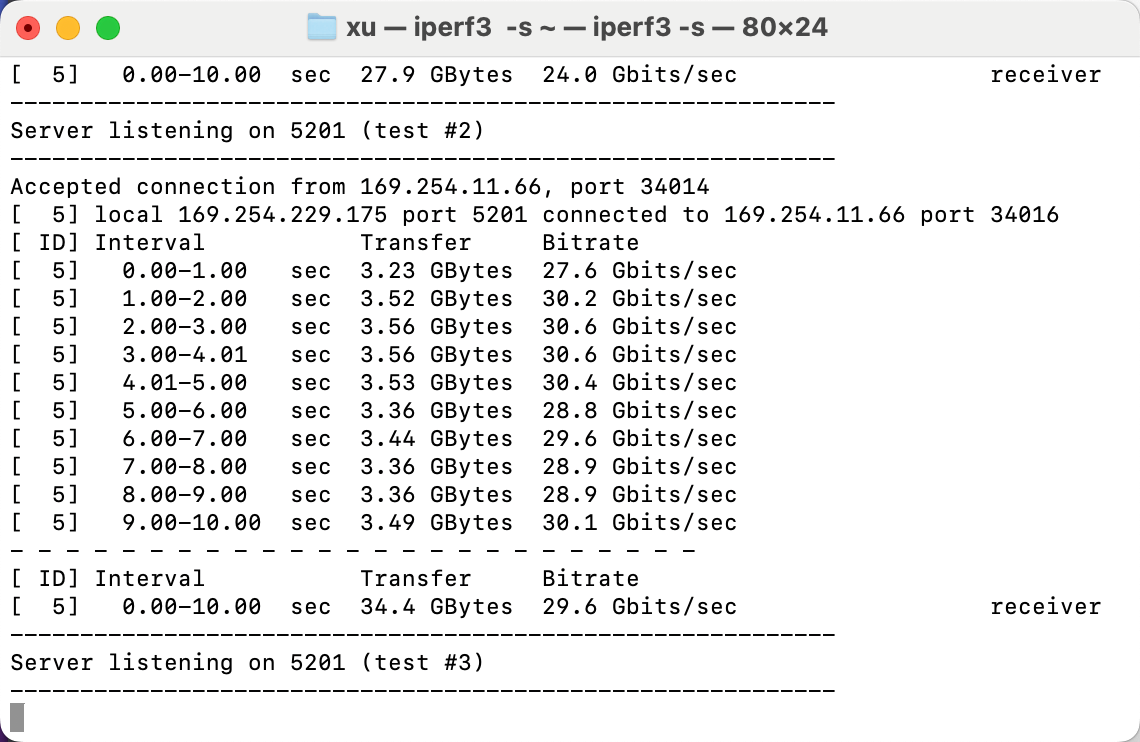 xu — iperf3 -s ~ — iperf3 -s — 80×24
[  5]   0.00-10.00  sec  27.9 GBytes  24.0 Gbits/sec                  receiver
-----------------------------------------------------------
Server listening on 5201 (test #2)
-----------------------------------------------------------
Accepted connection from 169.254.11.66, port 34014
[  5] local 169.254.229.175 port 5201 connected to 169.254.11.66 port 34016
[ ID] Interval           Transfer     Bitrate
[  5]   0.00-1.00   sec  3.23 GBytes  27.6 Gbits/sec
[  5]   1.00-2.00   sec  3.52 GBytes  30.2 Gbits/sec
[  5]   2.00-3.00   sec  3.56 GBytes  30.6 Gbits/sec
[  5]   3.00-4.01   sec  3.56 GBytes  30.6 Gbits/sec
[  5]   4.01-5.00   sec  3.53 GBytes  30.4 Gbits/sec
[  5]   5.00-6.00   sec  3.36 GBytes  28.8 Gbits/sec
[  5]   6.00-7.00   sec  3.44 GBytes  29.6 Gbits/sec
[  5]   7.00-8.00   sec  3.36 GBytes  28.9 Gbits/sec
[  5]   8.00-9.00   sec  3.36 GBytes  28.9 Gbits/sec
[  5]   9.00-10.00  sec  3.49 GBytes  30.1 Gbits/sec
- - - - - - - - - - - - - - - - - - - - - - - - -
[ ID] Interval           Transfer     Bitrate
[  5]   0.00-10.00  sec  34.4 GBytes  29.6 Gbits/sec                  receiver
-----------------------------------------------------------
Server listening on 5201 (test #3)
-----------------------------------------------------------